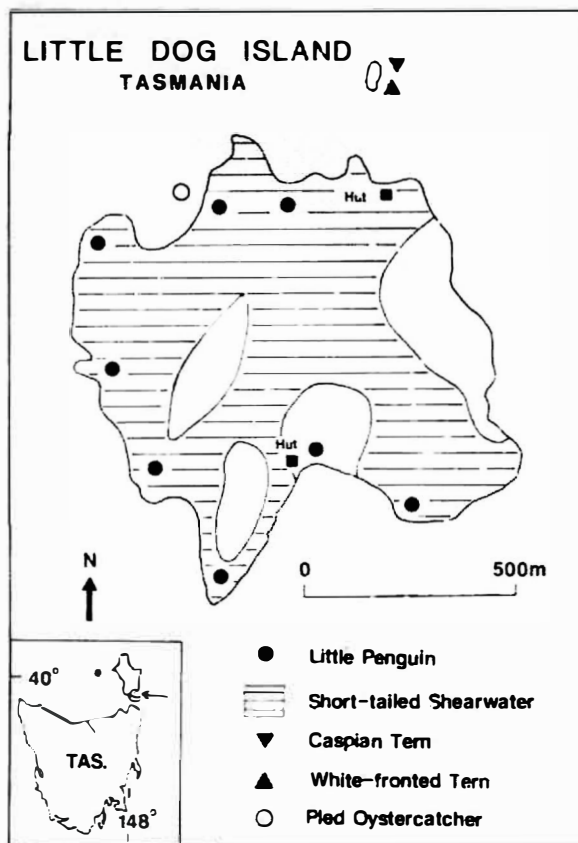 LITTLE DOG ISLAND
TASMANIA
Hut
Hut
N
0 500m
40°
TAS.
148°
Little Penguin
Short-tailed Shearwater
Caspian Tern
White-fronted Tern
Pied Oystercatcher